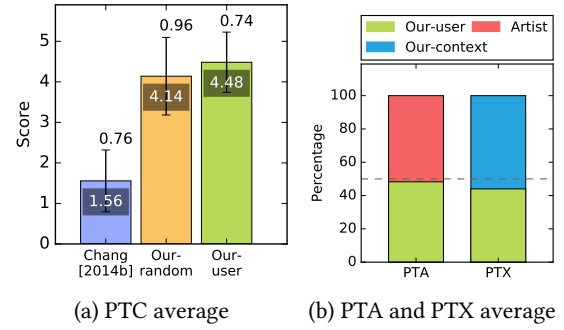 Score
5
4
3
2
1
0
0.76
0.96
0.74
1.56
4.14
4.48
Chang
[2014b]
Our-
random
Our-
user
(a) PTC average
Our-user
Artist
Our-context
Percentage
100
80
60
40
20
0
PTA
PTX
(b) PTA and PTX average